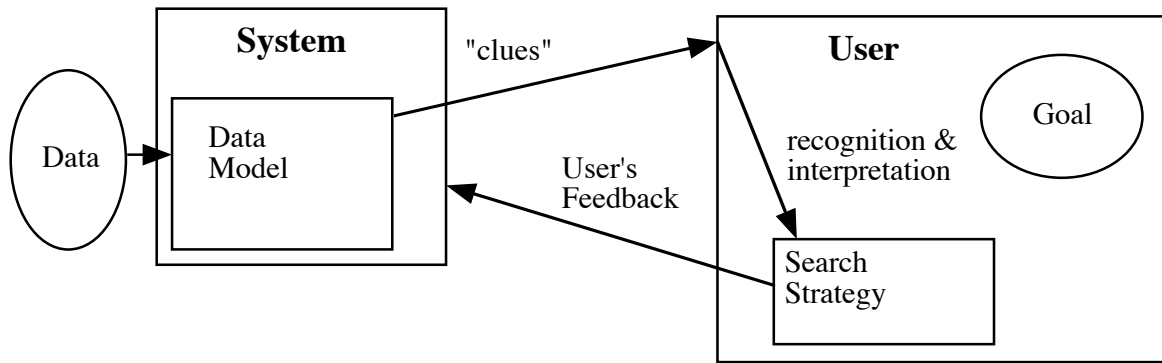 System
"clues"
User
Data
Data
Model
Goal
recognition &
interpretation
User's
Feedback
Search
Strategy